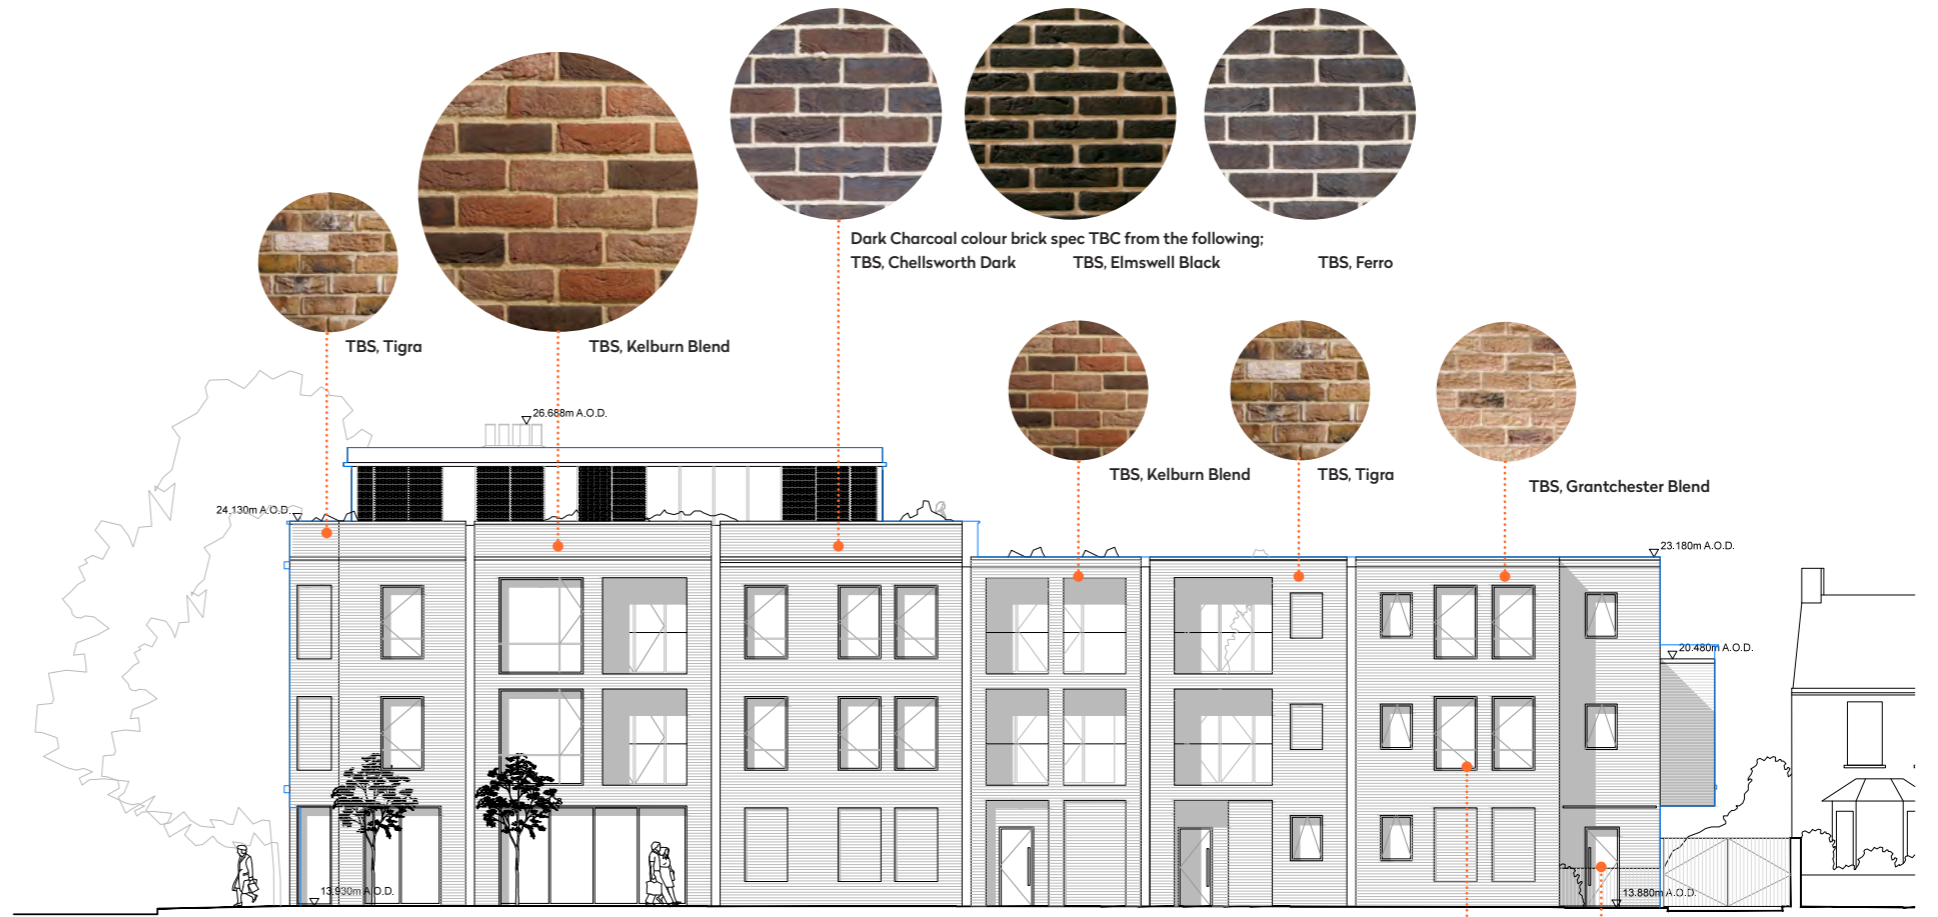 Dark Charcoal colour brick spec TBC from the following;
TBS, Chellsworth Dark
TBS, Elmswell Black
TBS, Ferro
TBS, Tigra
TBS, Kelburn Blend
TBS, Kelburn Blend
TBS, Tigra
TBS, Grantchester Blend
26.688m A.O.D.
24.130m A.O.D.
23.180m A.O.D.
20.480m A.O.D.
13.930m A.O.D.
13.880m A.O.D.